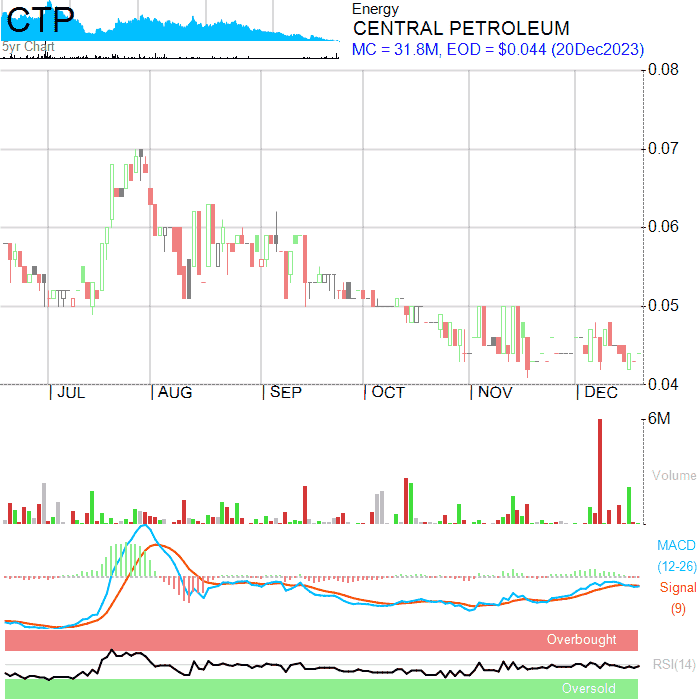 CTP
5yr Chart
Energy
CENTRAL PETROLEUM
MC = 31.8M, EOD = $0.044 (20Dec2023)
0.08
0.07
0.06
0.05
0.04
JUL AUG SEP OCT NOV DEC
6M
Volume
MACD
(12-26)
Signal
(9)
Overbought
RSI(14)
Oversold